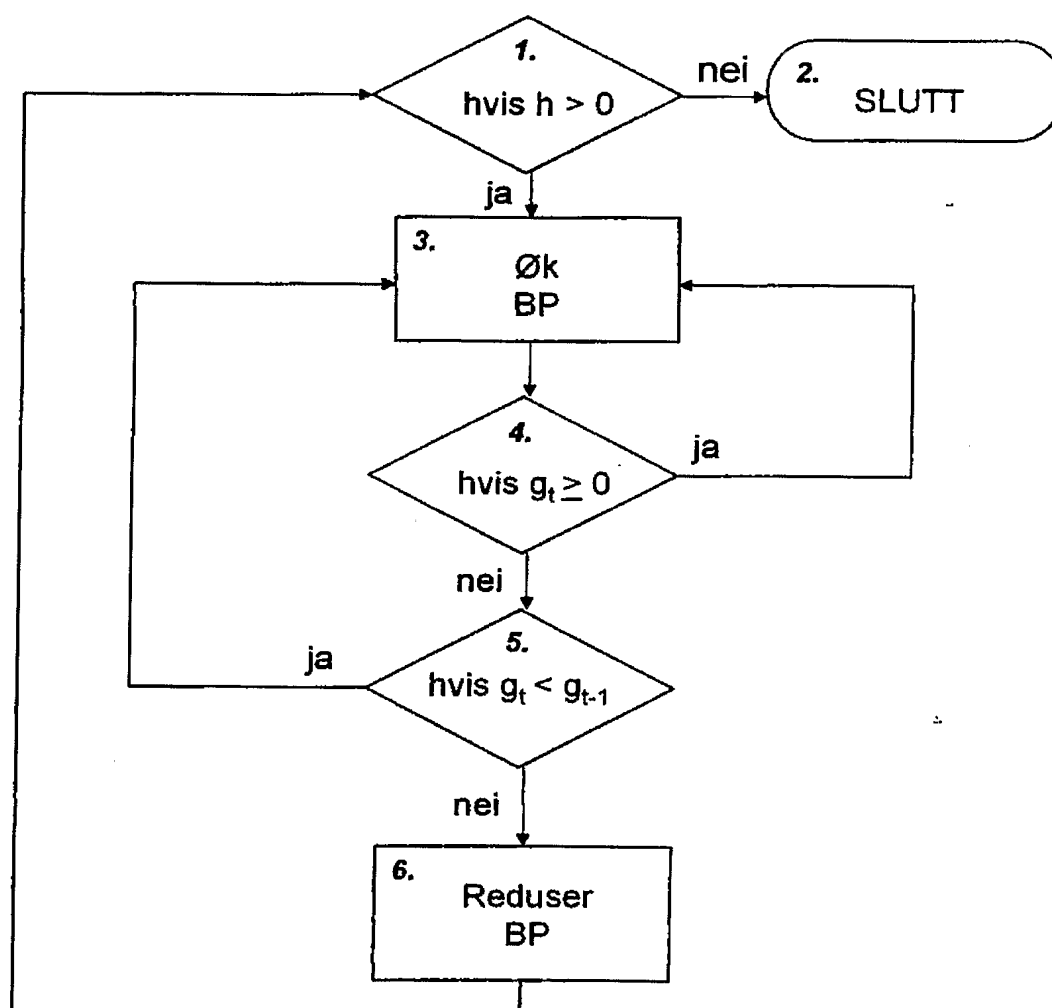 1.
hvis h > 0
nei
2.
SLUTT
ja
3.
Øk
BP
4.
hvis gₜ ≥ 0
ja
nei
5.
hvis gₜ < gₜ₋₁
ja
nei
6.
Reduser
BP